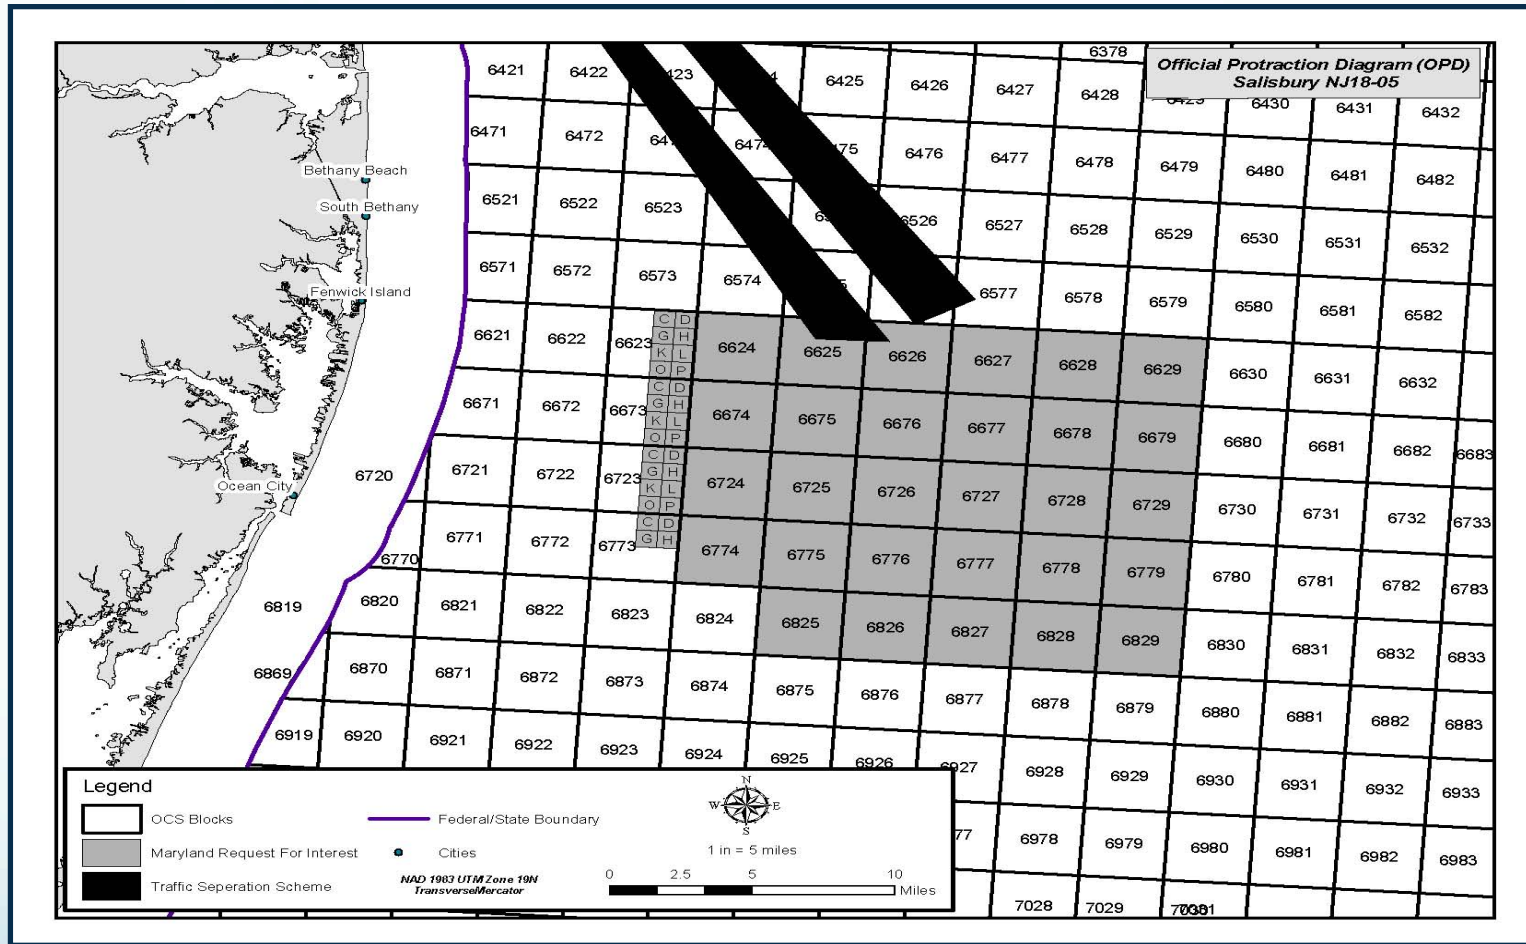 6378
Official Protraction Diagram (OPD)
Salisbury NJ18-05
6421 6422 423 6425 6426 6427 6428 6430 6431 6432
6471 6472 6474 6476 6477 6478 6479 6480 6481 6482
Bethany Beach
South Bethany
6521 6522 6523 6526 6527 6528 6529 6530 6531 6532
6571 6572 6573 6574 6577 6578 6579 6580 6581 6582
Fenwick Island
C D
G H
K L
O P
6621 6622 6623 6624 6625 6626 6627 6628 6629 6630 6631 6632
C D
G H
K L
O P
6671 6672 6673 6674 6675 6676 6677 6678 6679 6680 6681 6682 6683
C D
G H
K L
O P
Ocean City
6720 6721 6722 6723 6724 6725 6726 6727 6728 6729 6730 6731 6732 6733
C D
G H
6770 6771 6772 6773 6774 6775 6776 6777 6778 6779 6780 6781 6782 6783
6819 6820 6821 6822 6823 6824 6825 6826 6827 6828 6829 6830 6831 6832 6833
6869 6870 6871 6872 6873 6874 6875 6876 6877 6878 6879 6880 6881 6882 6883
6919 6920 6921 6922 6923 6924 6925 6926 6927 6928 6929 6930 6931 6932 6933
77 6978 6979 6980 6981 6982 6983
7028 7029
Legend
OCS Blocks
Maryland Request For Interest
Traffic Seperation Scheme
Federal/State Boundary
Cities
NAD 1983 UTM Zone 19N
TransverseMercator
N
W E
S
1 in = 5 miles
0 2.5 5 10
Miles